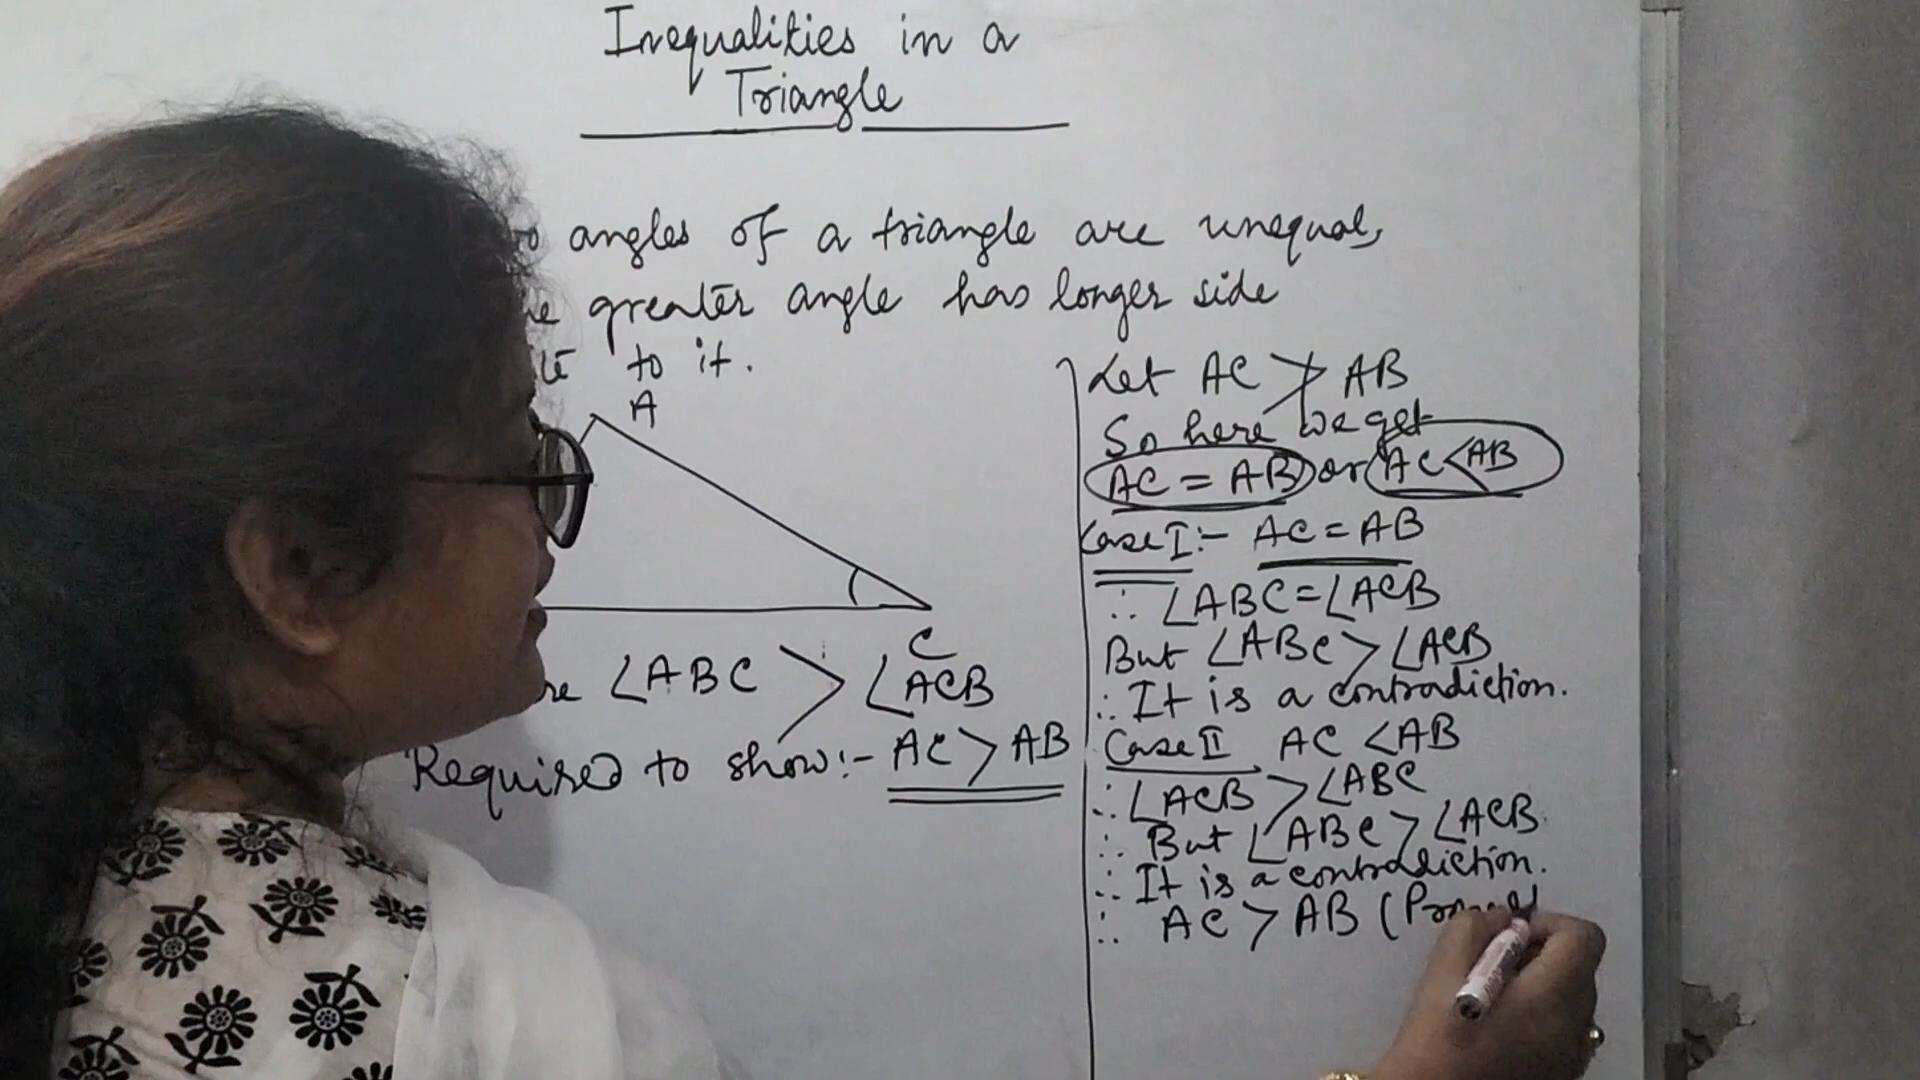 Inequalities in a
Triangle
angles of a triangle are unequal,
greater angle has longer side
to it.
A
C
∠ABC > ∠ACB
Required to show:- AC > AB
Let AC ≯ AB
So here we get
AC = AB or AC < AB
Case I:- AC = AB
∴ ∠ABC = ∠ACB
But ∠ABC > ∠ACB
∴ It is a contradiction.
Case II AC < AB
∴ ∠ACB > ∠ABC
∴ But ∠ABC > ∠ACB
∴ It is a contradiction.
∴ AC > AB (